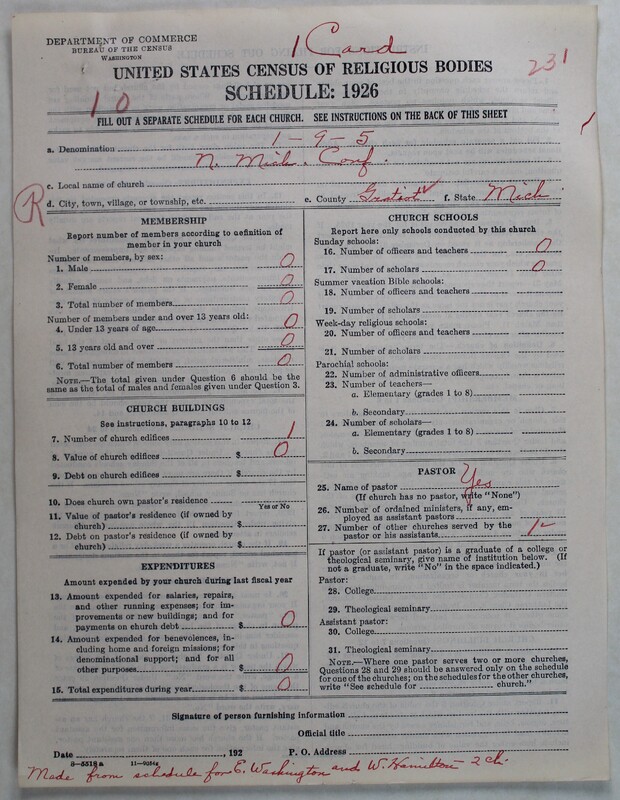 DEPARTMENT OF COMMERCE
BUREAU OF THE CENSUS
WASHINGTON
1 Card
231
UNITED STATES CENSUS OF RELIGIOUS BODIES
SCHEDULE: 1926
10
FILL OUT A SEPARATE SCHEDULE FOR EACH CHURCH. SEE INSTRUCTIONS ON THE BACK OF THIS SHEET
a. Denomination 1-9-5
N. Mich. Conf.
c. Local name of church
R
d. City, town, village, or township, etc. e. County Gratiot f. State Mich
MEMBERSHIP
Report number of members according to definition of
member in your church
Number of members, by sex:
1. Male 0
2. Female 0
3. Total number of members 0
Number of members under and over 13 years old:
4. Under 13 years of age 0
5. 13 years old and over 0
6. Total number of members 0
NOTE.—The total given under Question 6 should be the
same as the total of males and females given under Question 3.
CHURCH BUILDINGS
See instructions, paragraphs 10 to 12
7. Number of church edifices 1
8. Value of church edifices $ 0
9. Debt on church edifices $
10. Does church own pastor's residence
Yes or No
11. Value of pastor's residence (if owned by
church) $
12. Debt on pastor's residence (if owned by
church) $
EXPENDITURES
Amount expended by your church during last fiscal year
13. Amount expended for salaries, repairs,
and other running expenses; for im-
provements or new buildings; and for
payments on church debt $ 0
14. Amount expended for benevolences, in-
cluding home and foreign missions; for
denominational support; and for all
other purposes $ 0
15. Total expenditures during year $ 0
CHURCH SCHOOLS
Report here only schools conducted by this church
Sunday schools:
16. Number of officers and teachers 0
17. Number of scholars 0
Summer vacation Bible schools:
18. Number of officers and teachers
19. Number of scholars
Week-day religious schools:
20. Number of officers and teachers
21. Number of scholars
Parochial schools:
22. Number of administrative officers
23. Number of teachers—
a. Elementary (grades 1 to 8)
b. Secondary
24. Number of scholars—
a. Elementary (grades 1 to 8)
b. Secondary
PASTOR
25. Name of pastor Yes
(If church has no pastor, write "None")
26. Number of ordained ministers, if any, em-
ployed as assistant pastors
27. Number of other churches served by the
pastor or his assistants
If pastor (or assistant pastor) is a graduate of a college or
theological seminary, give name of institution below. (If
not a graduate, write "No" in the space indicated.)
Pastor:
28. College
29. Theological seminary
Assistant pastor:
30. College
31. Theological seminary
NOTE.—Where one pastor serves two or more churches,
Questions 28 and 29 should be answered only on the schedule
for one of the churches; on the schedules for the other churches,
write "See schedule for church."
Signature of person furnishing information
Official title
Date , 192 P. O. Address
8-5518a
Made from schedule for E. Washington and W. Hamilton - 2 ch.